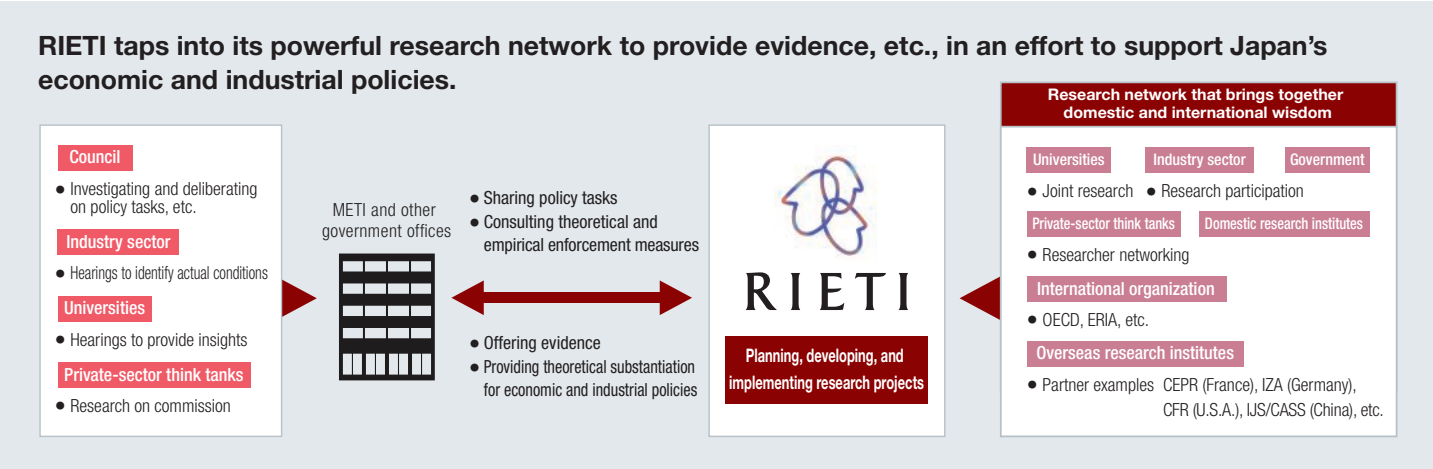 RIETI taps into its powerful research network to provide evidence, etc., in an effort to support Japan's
economic and industrial policies.
Council
● Investigating and deliberating
on policy tasks, etc.
Industry sector
● Hearings to identify actual conditions
Universities
● Hearings to provide insights
Private-sector think tanks
● Research on commission
METI and other
government offices
● Sharing policy tasks
● Consulting theoretical and
empirical enforcement measures
● Offering evidence
● Providing theoretical substantiation
for economic and industrial policies
RIETI
Planning, developing, and
implementing research projects
Research network that brings together
domestic and international wisdom
Universities Industry sector Government
● Joint research ● Research participation
Private-sector think tanks Domestic research institutes
● Researcher networking
International organization
● OECD, ERIA, etc.
Overseas research institutes
● Partner examples CEPR (France), IZA (Germany),
CFR (U.S.A.), IJS/CASS (China), etc.